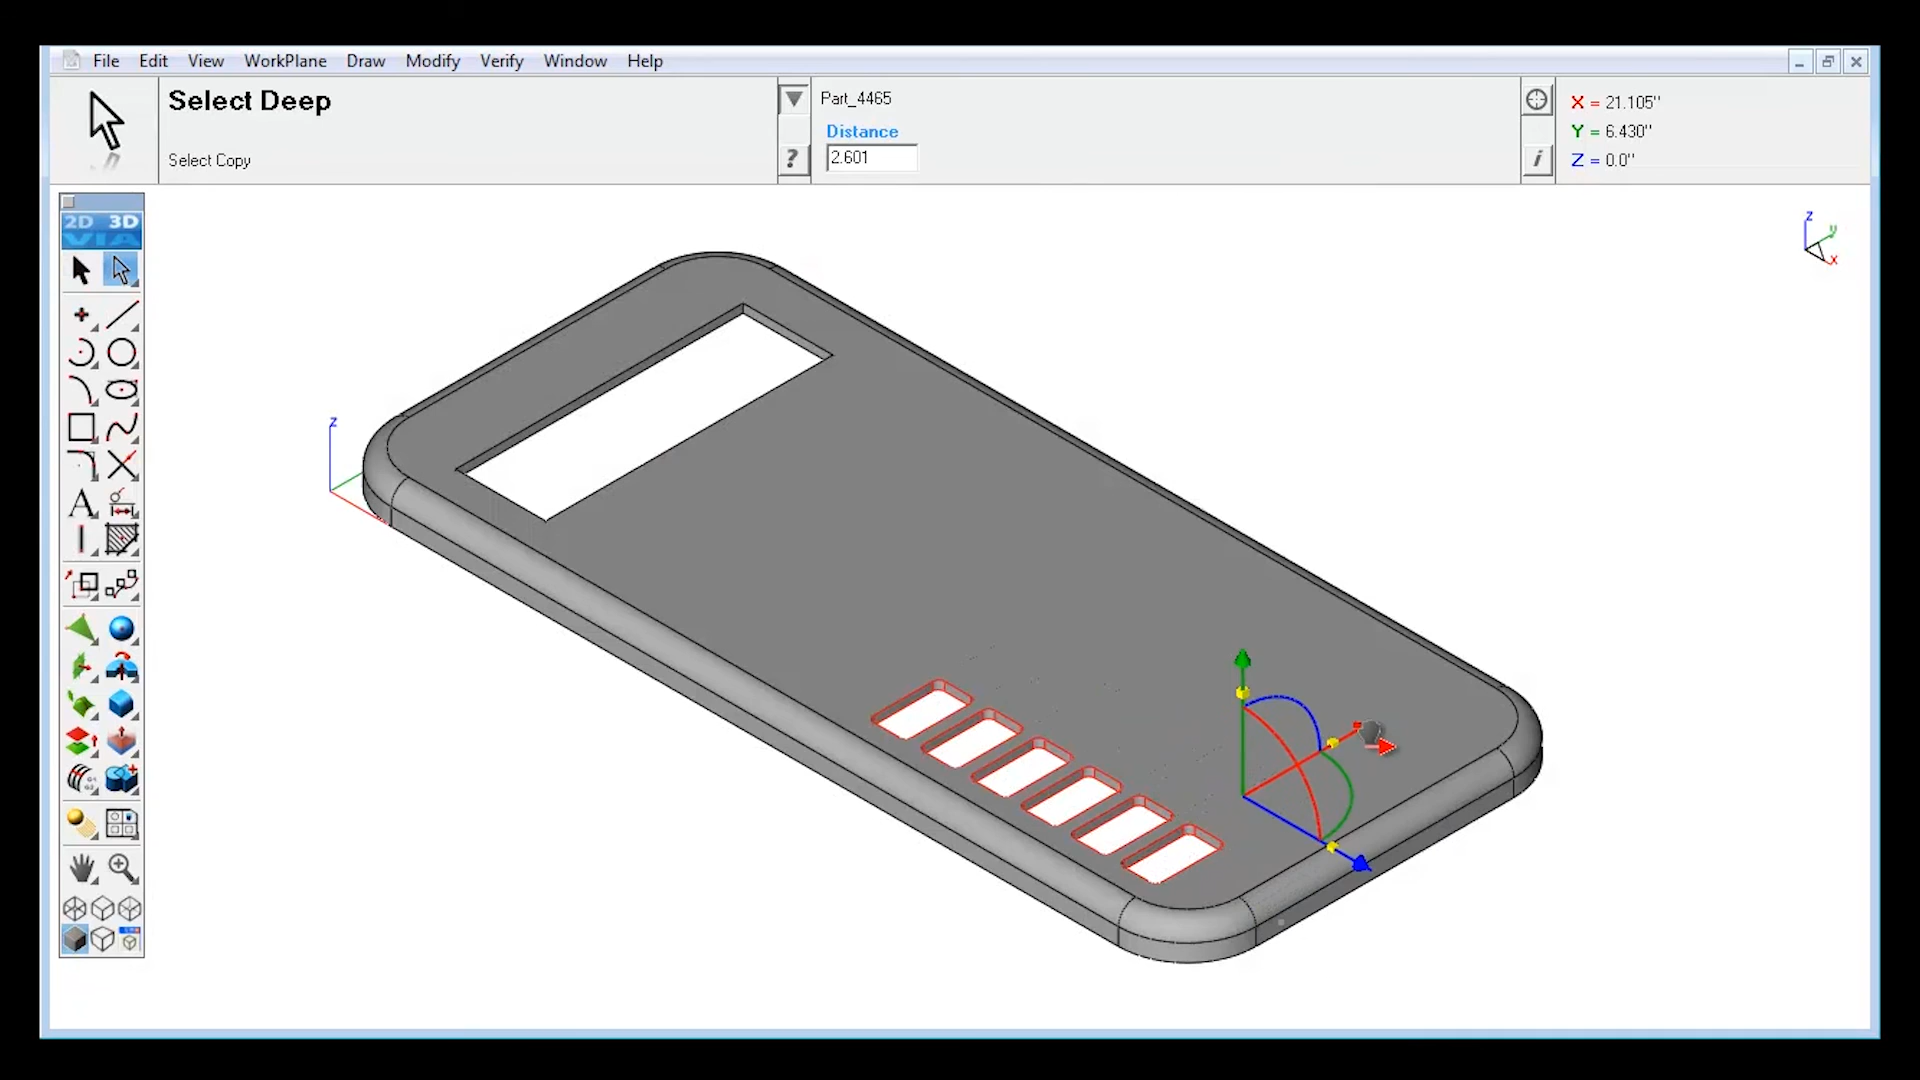 File Edit View WorkPlane Draw Modify Verify Window Help
Select Deep
Select Copy
?
Part_4465
Distance
2.601
i
X = 21.105"
Y = 6.430"
Z = 0.0"
2D 3D
VIA
A
z
y
x
z